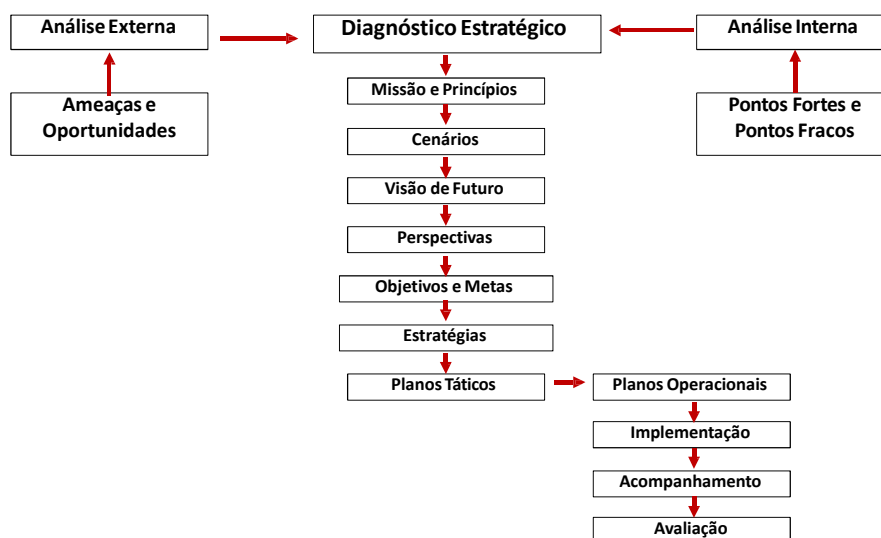 Análise Externa
Diagnóstico Estratégico
Análise Interna
Ameaças e
Oportunidades
Missão e Princípios
Pontos Fortes e
Pontos Fracos
Cenários
Visão de Futuro
Perspectivas
Objetivos e Metas
Estratégias
Planos Táticos
Planos Operacionais
Implementação
Acompanhamento
Avaliação